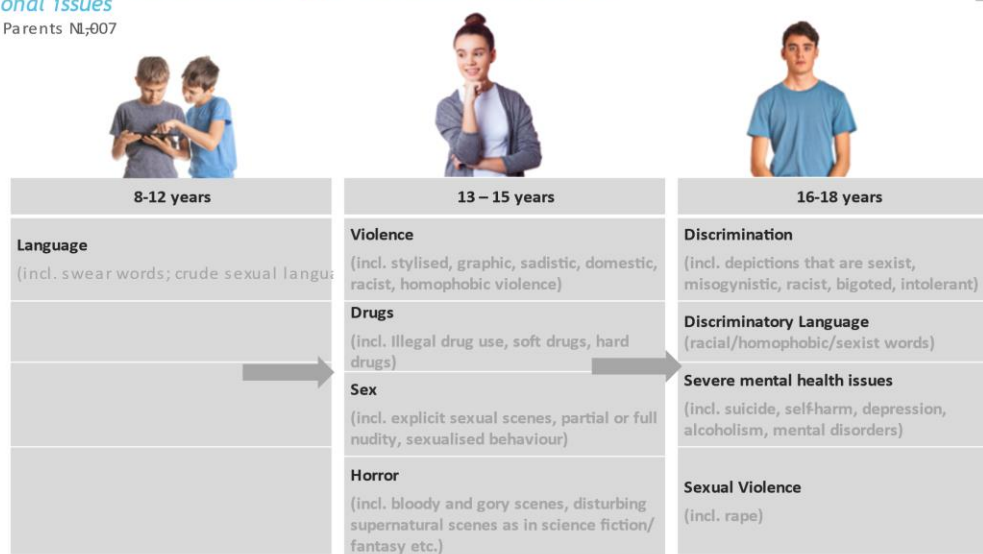 onal issues
Parents N1,007
8-12 years
Language
(incl. swear words; crude sexual langua
13 – 15 years
Violence
(incl. stylised, graphic, sadistic, domestic,
racist, homophobic violence)
Drugs
(incl. Illegal drug use, soft drugs, hard
drugs)
Sex
(incl. explicit sexual scenes, partial or full
nudity, sexualised behaviour)
Horror
(incl. bloody and gory scenes, disturbing
supernatural scenes as in science fiction/
fantasy etc.)
16-18 years
Discrimination
(incl. depictions that are sexist,
misogynistic, racist, bigoted, intolerant)
Discriminatory Language
(racial/homophobic/sexist words)
Severe mental health issues
(incl. suicide, self-harm, depression,
alcoholism, mental disorders)
Sexual Violence
(incl. rape)